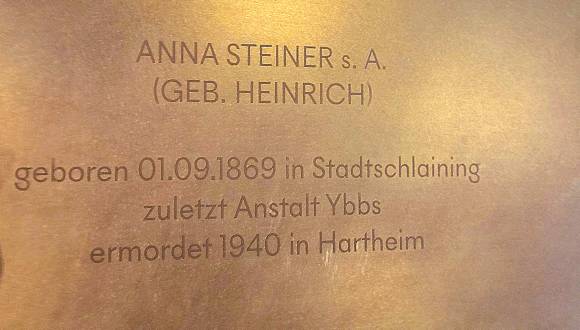 ANNA STEINER s. A.
(GEB. HEINRICH)
geboren 01.09.1869 in Stadtschlaining
zuletzt Anstalt Ybbs
ermordet 1940 in Hartheim